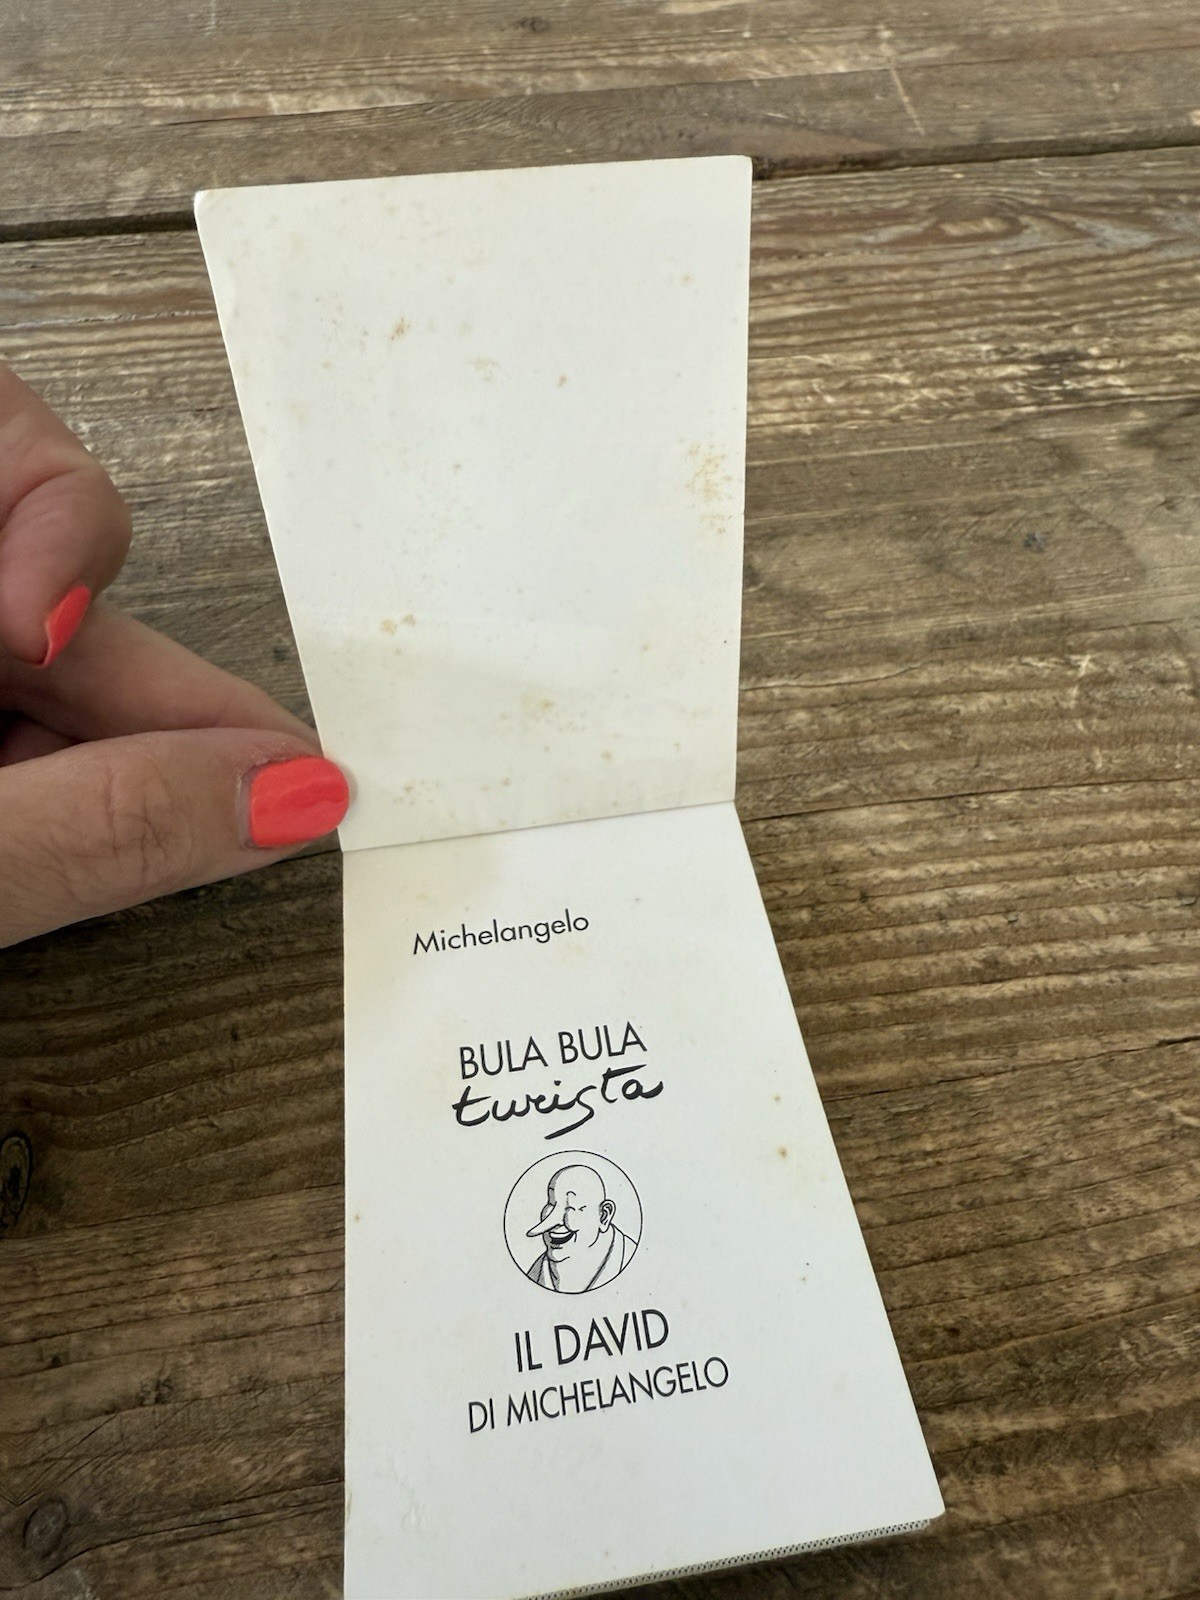 Michelangelo
BULA BULA
turista
IL DAVID
DI MICHELANGELO